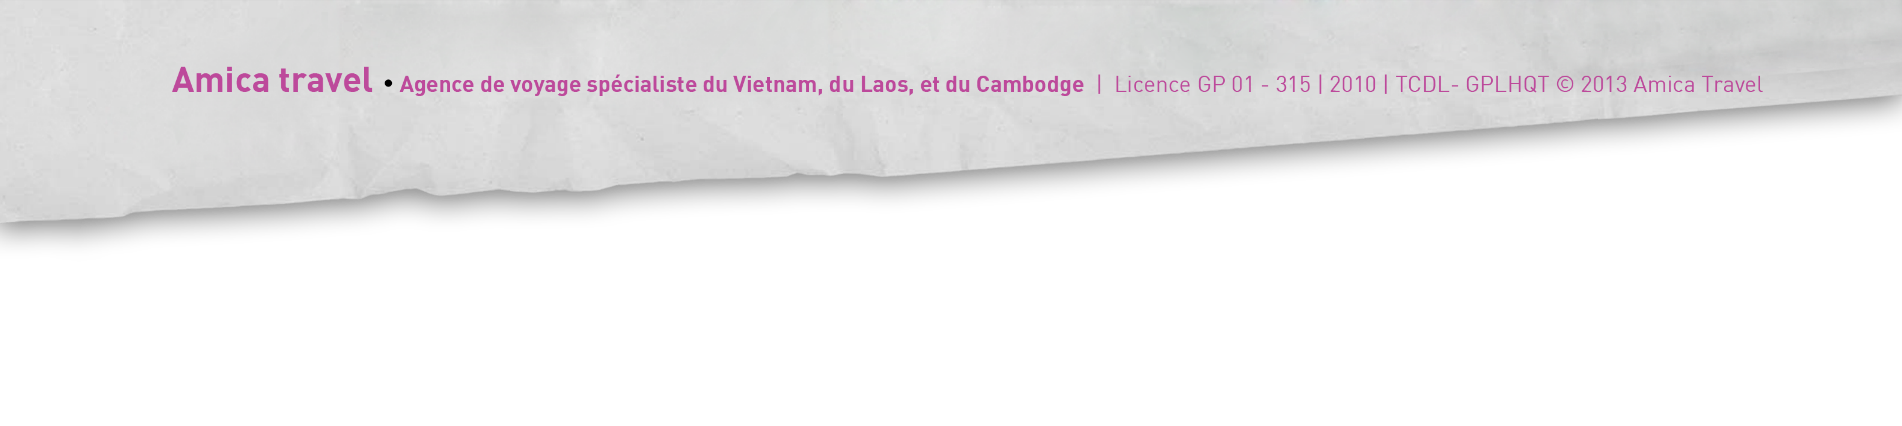 Amica travel • Agence de voyage spécialiste du Vietnam, du Laos, et du Cambodge | Licence GP 01 - 315 | 2010 | TCDL- GPLHQT © 2013 Amica Travel